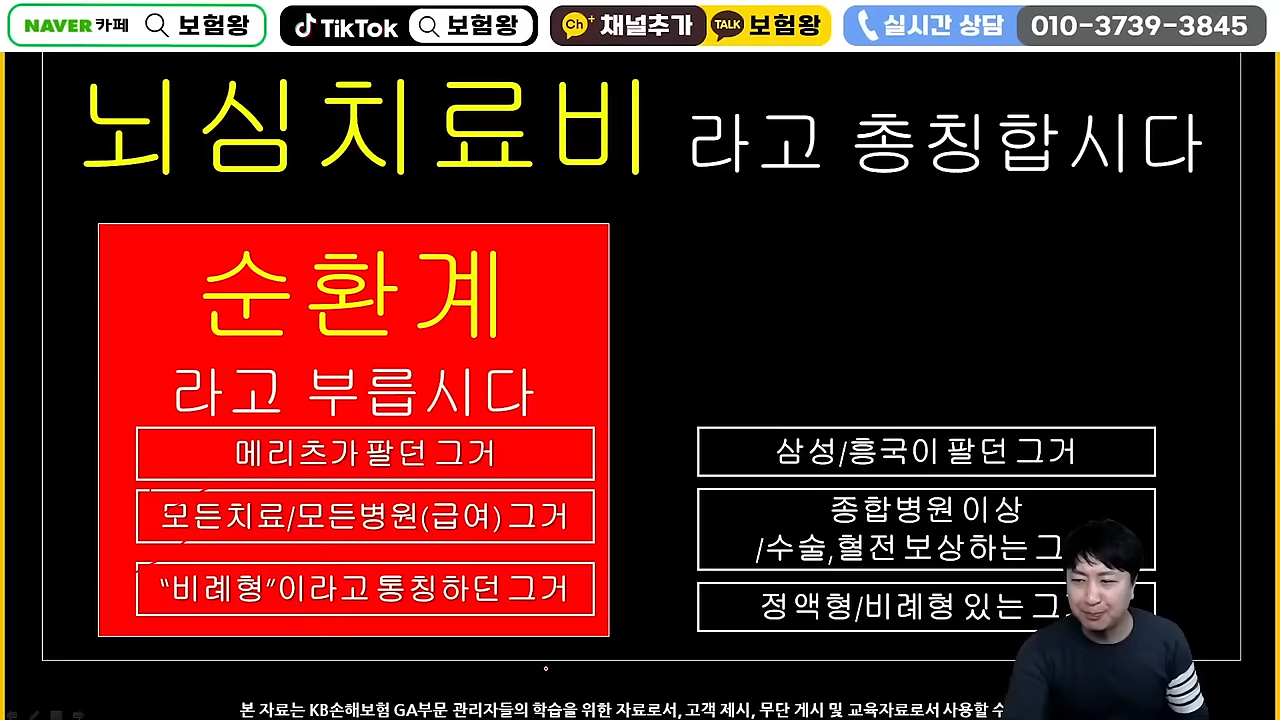 NAVER 카페 보험왕 TikTok 보험왕 Ch+ 채널추가 TALK 보험왕 실시간 상담 010-3739-3845
뇌심치료비 라고 총칭합시다
순환계
라고 부릅시다
메리츠가 팔던 그거
모든치료/모든병원(급여) 그거
“비례형”이라고 통칭하던 그거
삼성/흥국이 팔던 그거
종합병원 이상
/수술,혈전 보상하는
정액형/비례형 있는
본 자료는 KB손해보험 GA부문 관리자들의 학습을 위한 자료로서, 고객 제시, 무단 게시 및 교육자료로서 사용할